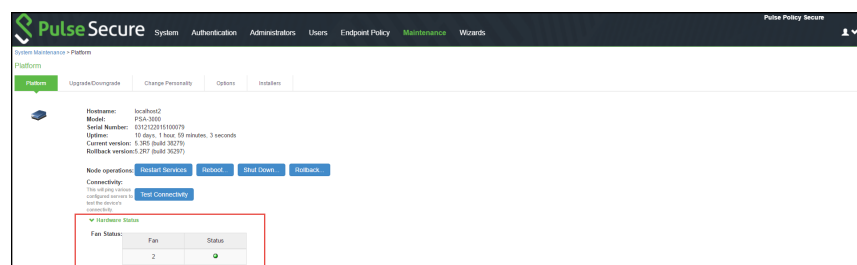 Pulse Secure
System Authentication Administrators Users Endpoint Policy Maintenance Wizards
Pulse Policy Secure
System Maintenance > Platform
Platform
Platform Upgrade/Downgrade Change Personality Options Installers
Hostname: localhost2
Model: PSA-3000
Serial Number: 0312122015100079
Uptime: 10 days, 1 hour, 59 minutes, 3 seconds
Current version: 5.3R5 (build 38279)
Rollback version: 5.2R7 (build 36297)
Node operations: Restart Services Reboot... Shut Down... Rollback...
Connectivity:
This will ping various
configured servers to
test the device's
connectivity
Test Connectivity
Hardware Status
Fan Status:
Fan Status
2